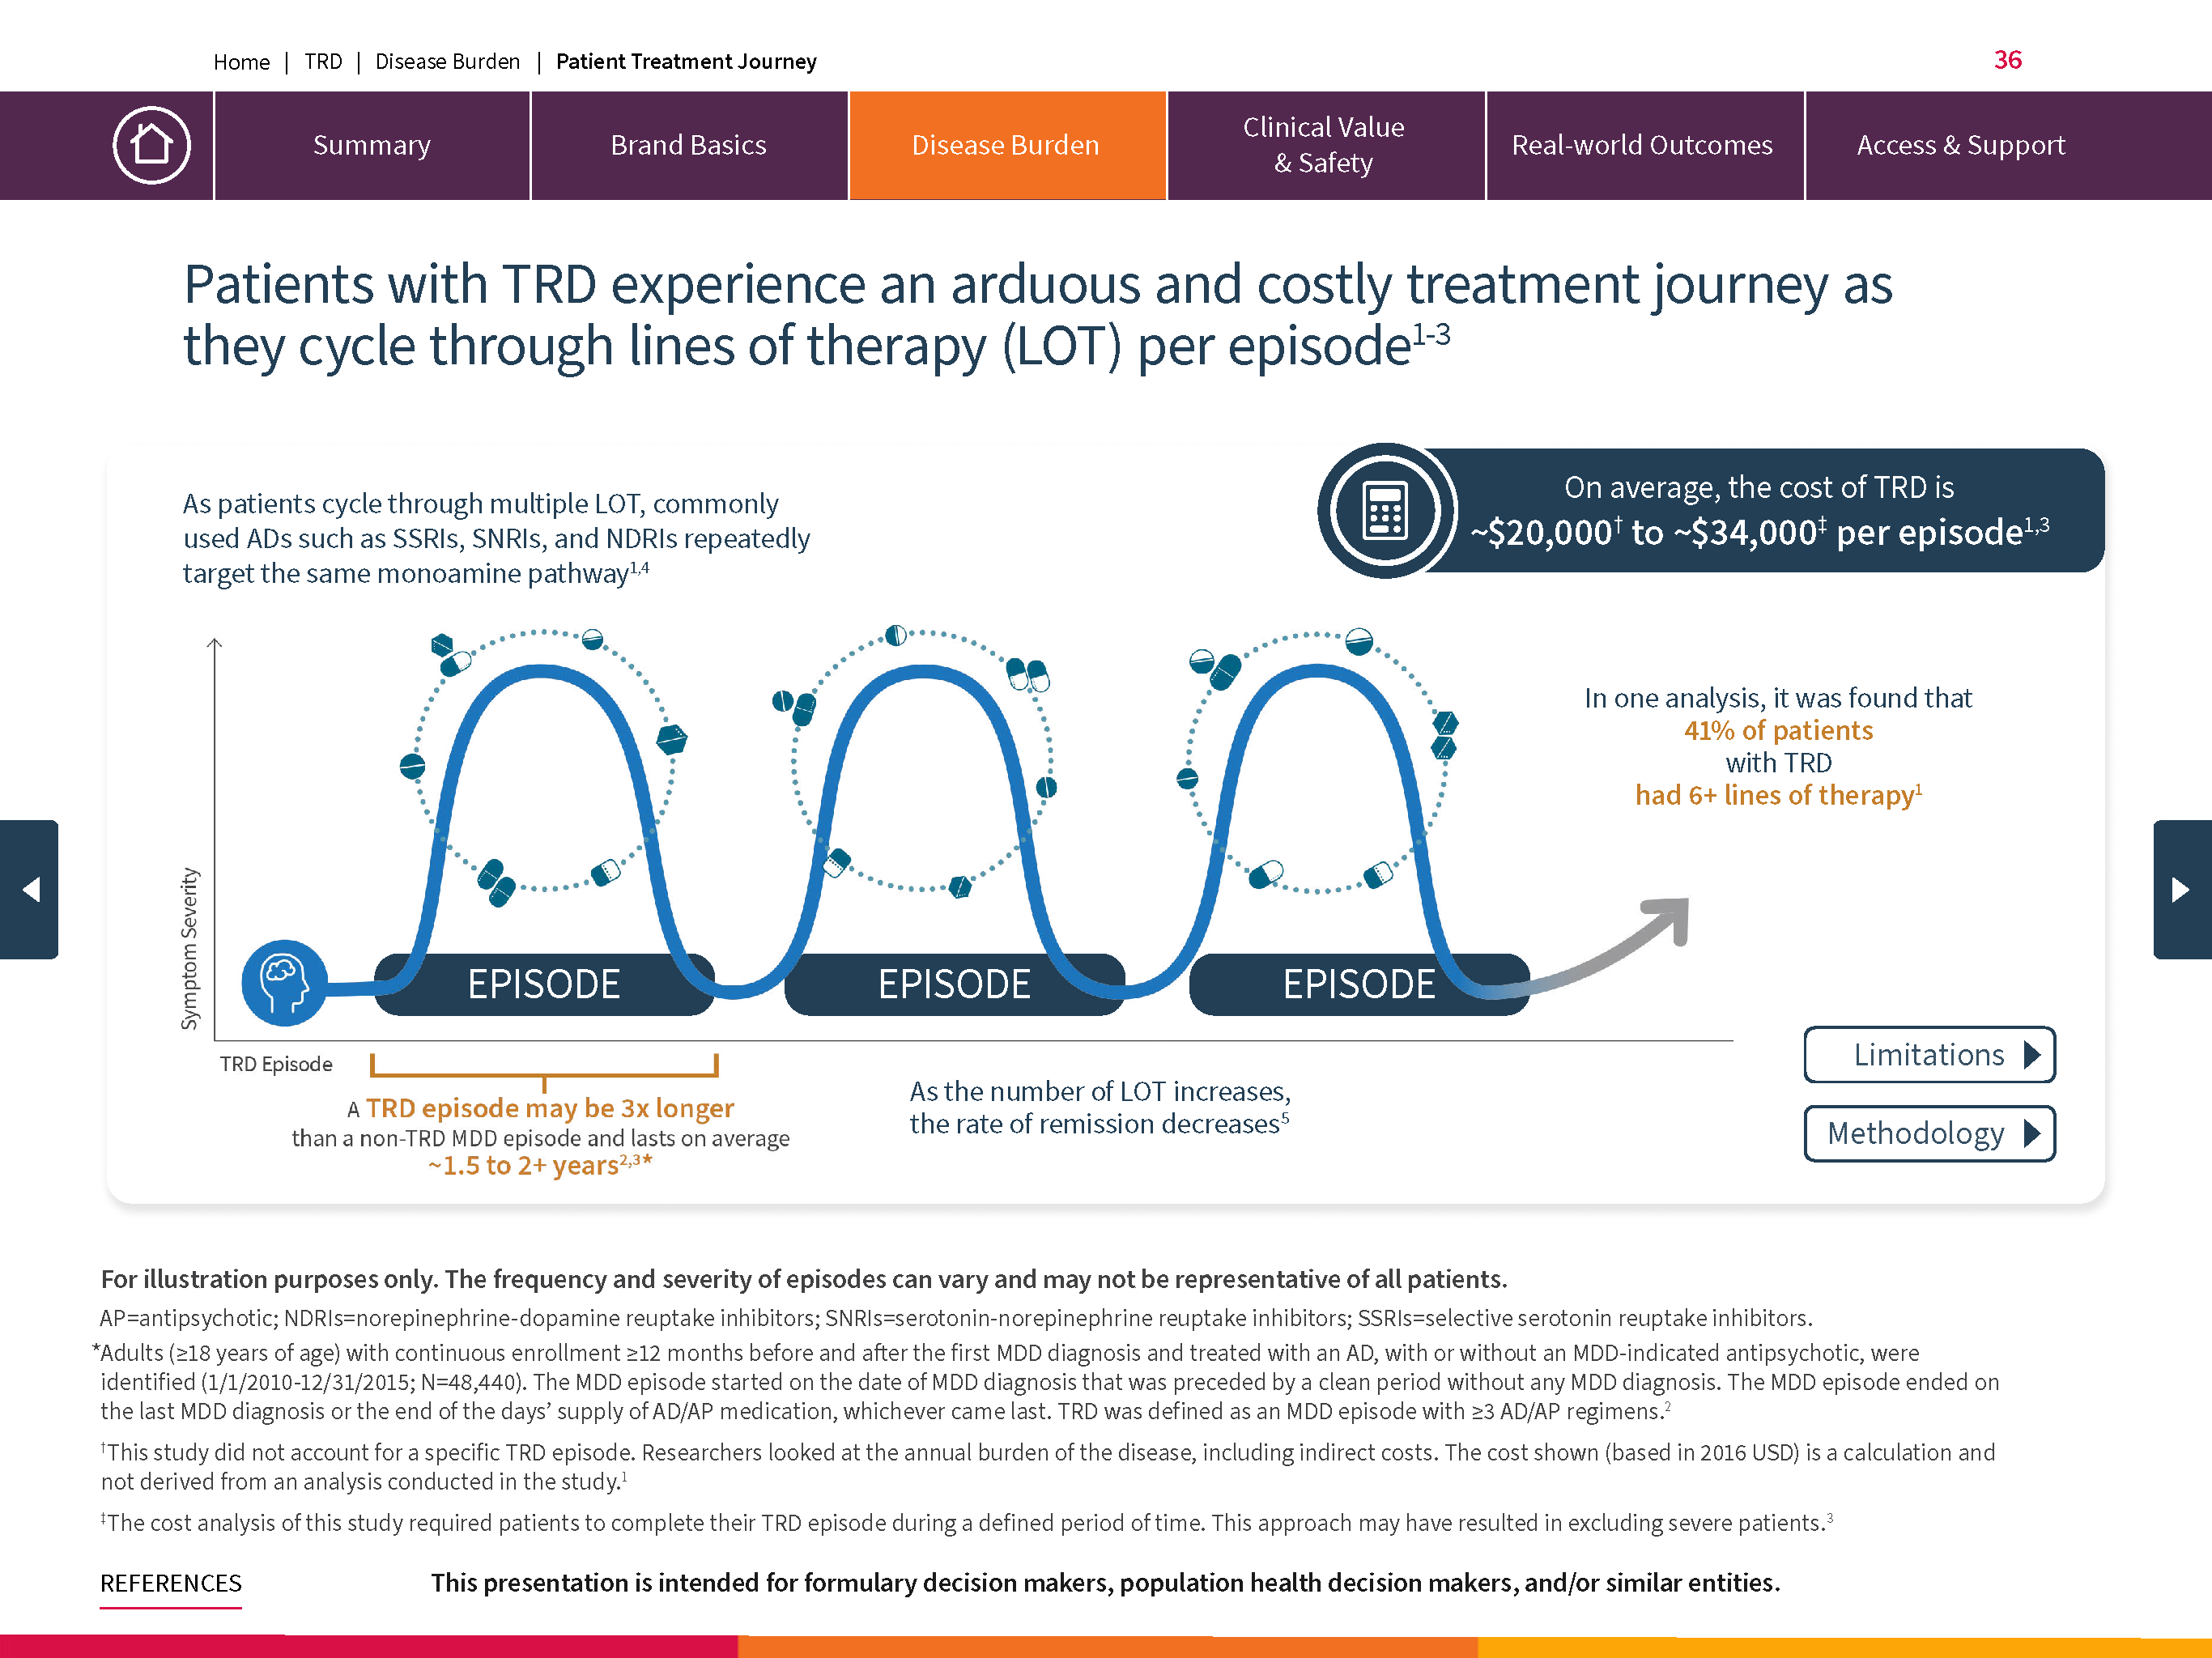 Home | TRD | Disease Burden | Patient Treatment Journey
36
Summary
Brand Basics
Disease Burden
Clinical Value
& Safety
Real-world Outcomes
Access & Support
Patients with TRD experience an arduous and costly treatment journey as
they cycle through lines of therapy (LOT) per episode1-3
As patients cycle through multiple LOT, commonly
used ADs such as SSRIs, SNRIs, and NDRIs repeatedly
target the same monoamine pathway1,4
On average, the cost of TRD is
~$20,000† to ~$34,000‡ per episode1,3
In one analysis, it was found that
41% of patients
with TRD
had 6+ lines of therapy1
Symptom Severity
EPISODE
EPISODE
EPISODE
TRD Episode
A TRD episode may be 3x longer
than a non-TRD MDD episode and lasts on average
~1.5 to 2+ years2,3*
As the number of LOT increases,
the rate of remission decreases5
Limitations
Methodology
For illustration purposes only. The frequency and severity of episodes can vary and may not be representative of all patients.
AP=antipsychotic; NDRIs=norepinephrine-dopamine reuptake inhibitors; SNRIs=serotonin-norepinephrine reuptake inhibitors; SSRIs=selective serotonin reuptake inhibitors.
*Adults (≥18 years of age) with continuous enrollment ≥12 months before and after the first MDD diagnosis and treated with an AD, with or without an MDD-indicated antipsychotic, were
identified (1/1/2010-12/31/2015; N=48,440). The MDD episode started on the date of MDD diagnosis that was preceded by a clean period without any MDD diagnosis. The MDD episode ended on
the last MDD diagnosis or the end of the days’ supply of AD/AP medication, whichever came last. TRD was defined as an MDD episode with ≥3 AD/AP regimens.2
†This study did not account for a specific TRD episode. Researchers looked at the annual burden of the disease, including indirect costs. The cost shown (based in 2016 USD) is a calculation and
not derived from an analysis conducted in the study.1
‡The cost analysis of this study required patients to complete their TRD episode during a defined period of time. This approach may have resulted in excluding severe patients.3
REFERENCES
This presentation is intended for formulary decision makers, population health decision makers, and/or similar entities.